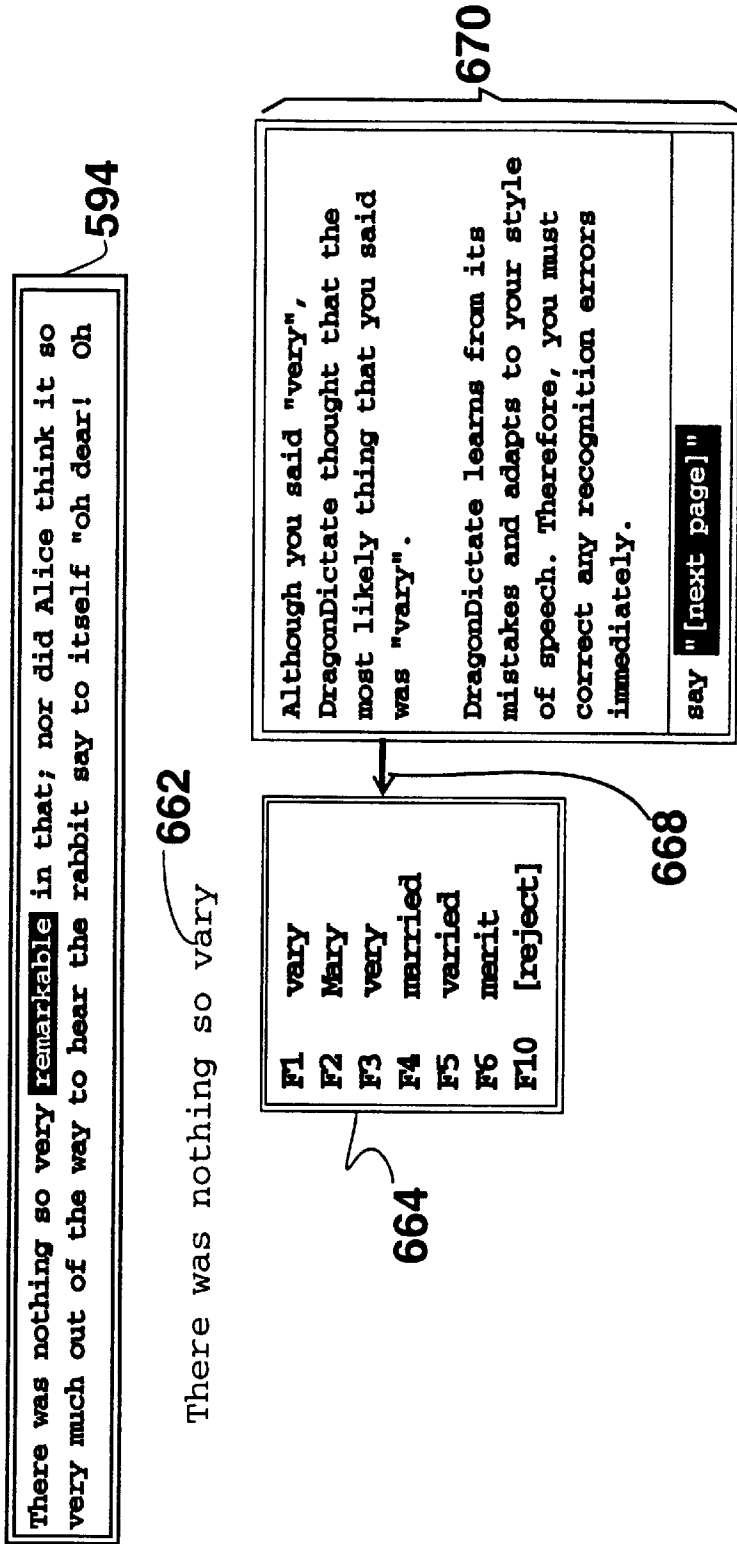 There was nothing so very remarkable in that; nor did Alice think it so
very much out of the way to hear the rabbit say to itself "oh dear! Oh
594
There was nothing so vary
662
F1 vary
F2 Mary
F3 very
F4 married
F5 varied
F6 merit
F10 [reject]
664
668
Although you said "very",
DragonDictate thought that the
most likely thing that you said
was "vary".
DragonDictate learns from its
mistakes and adapts to your style
of speech. Therefore, you must
correct any recognition errors
immediately.
say "[next page]"
670